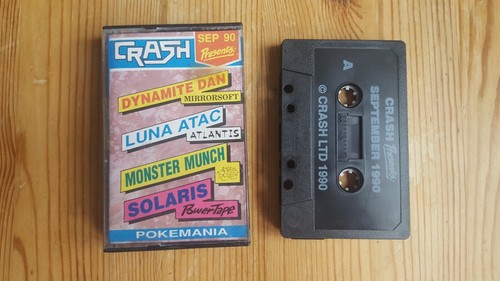 CRASH
SEP 90
Presents:
DYNAMITE DAN
MIRRORSOFT
LUNA ATAC
ATLANTIS
MONSTER MUNCH
SOLARIS
PowerTape
POKEMANIA
A
CRASH Presents:
SEPTEMBER 1990
© CRASH LTD 1990